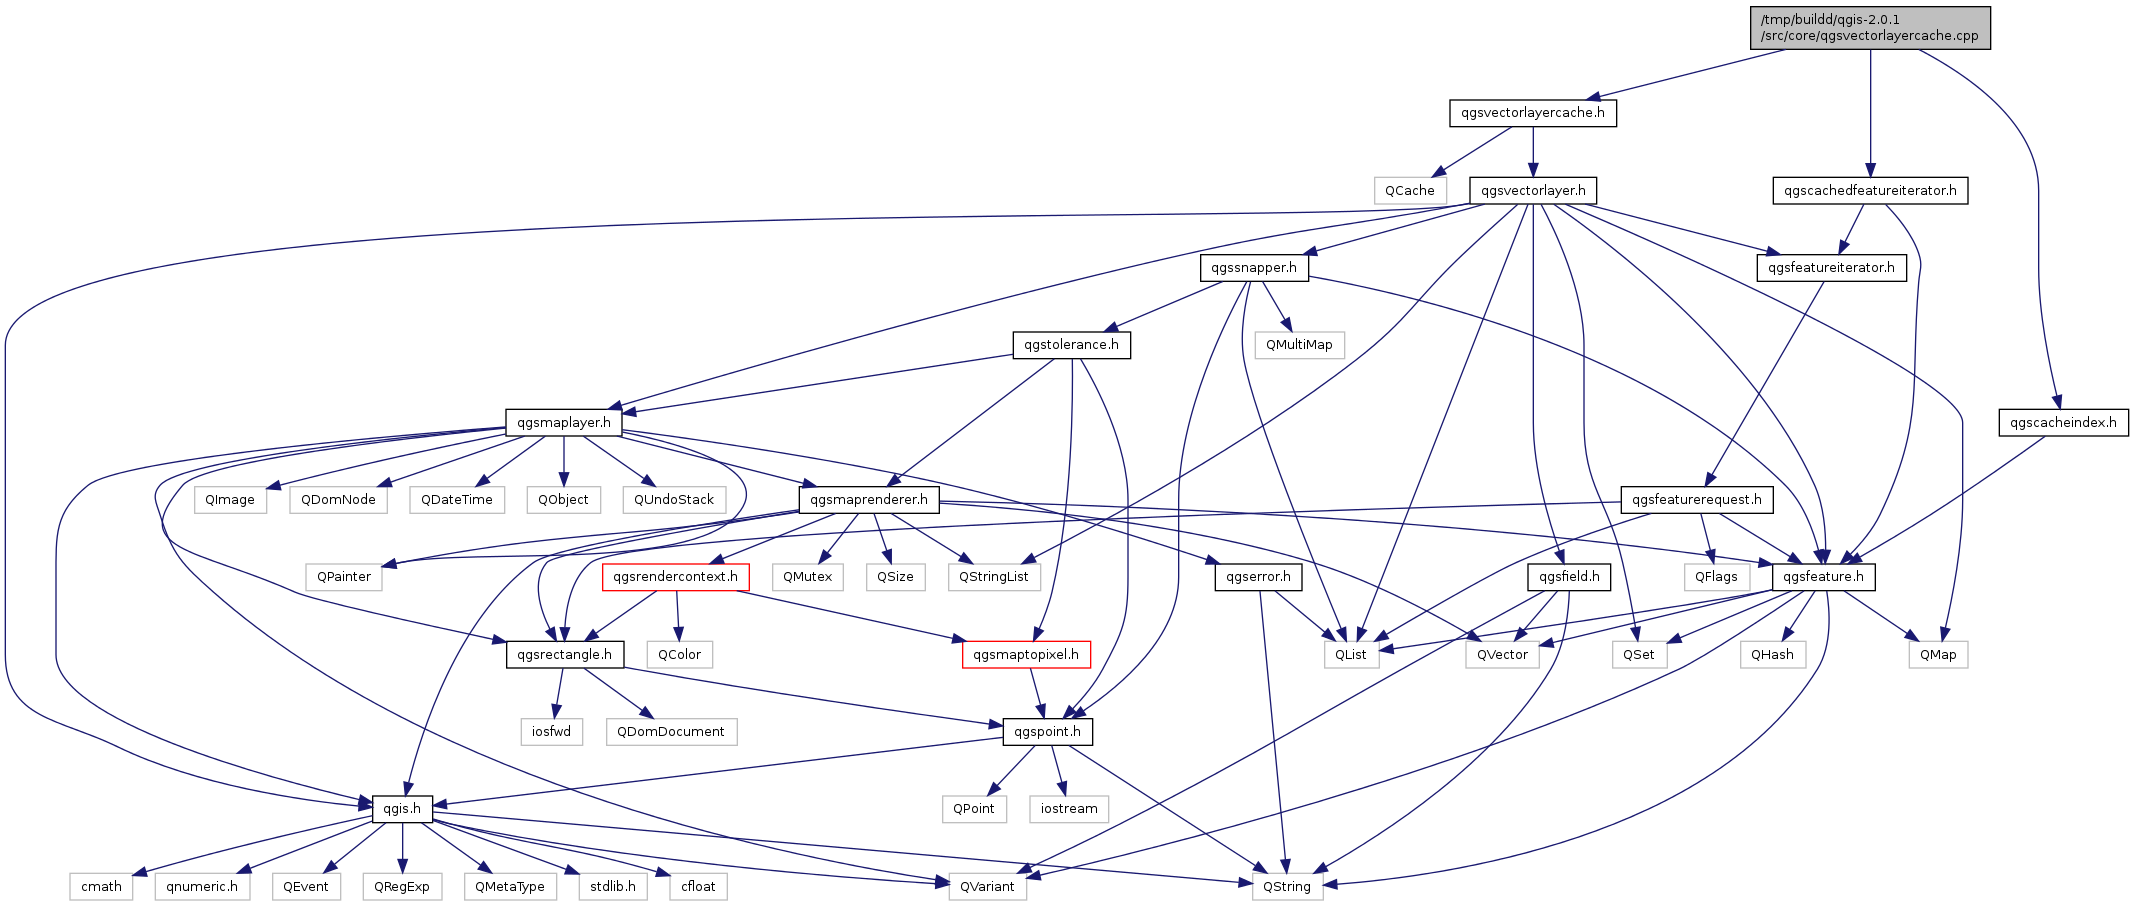 /tmp/buildd/qgis-2.0.1
/src/core/qgsvectorlayercache.cpp
qgsvectorlayercache.h
QCache
qgsvectorlayer.h
qgscachedfeatureiterator.h
qgssnapper.h
qgsfeatureiterator.h
qgstolerance.h
QMultiMap
qgsmaplayer.h
qgscacheindex.h
QImage
QDomNode
QDateTime
QObject
QUndoStack
qgsmaprenderer.h
qgsfeaturerequest.h
QPainter
qgsrendercontext.h
QMutex
QSize
QStringList
qgserror.h
qgsfield.h
QFlags
qgsfeature.h
qgsrectangle.h
QColor
qgsmaptopixel.h
QList
QVector
QSet
QHash
QMap
iosfwd
QDomDocument
qgspoint.h
qgis.h
QPoint
iostream
cmath
qnumeric.h
QEvent
QRegExp
QMetaType
stdlib.h
cfloat
QVariant
QString